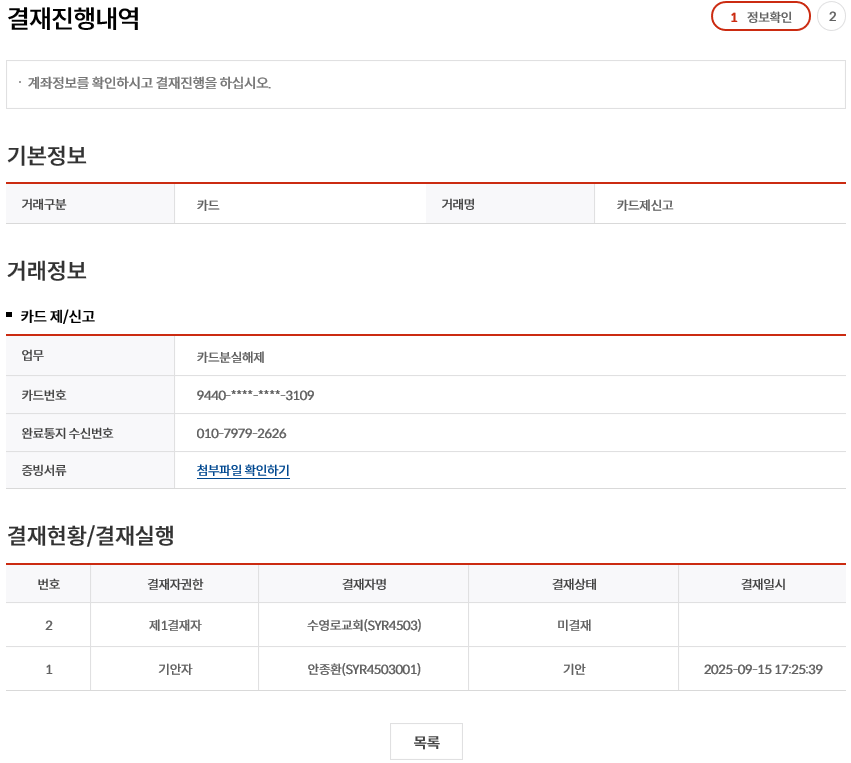 결재진행내역
1 정보확인 2
· 계좌정보를 확인하시고 결재진행을 하십시오.
기본정보
거래구분 카드 거래명 카드제신고
거래정보
카드 제/신고
업무 카드분실해제
카드번호 9440-****-****-3109
완료통지 수신번호 010-7979-2626
증빙서류 첨부파일 확인하기
결재현황/결재실행
번호 결재자권한 결재자명 결재상태 결재일시
2 제1결재자 수영로교회(SYR4503) 미결재
1 기안자 안종환(SYR4503001) 기안 2025-09-15 17:25:39
목록